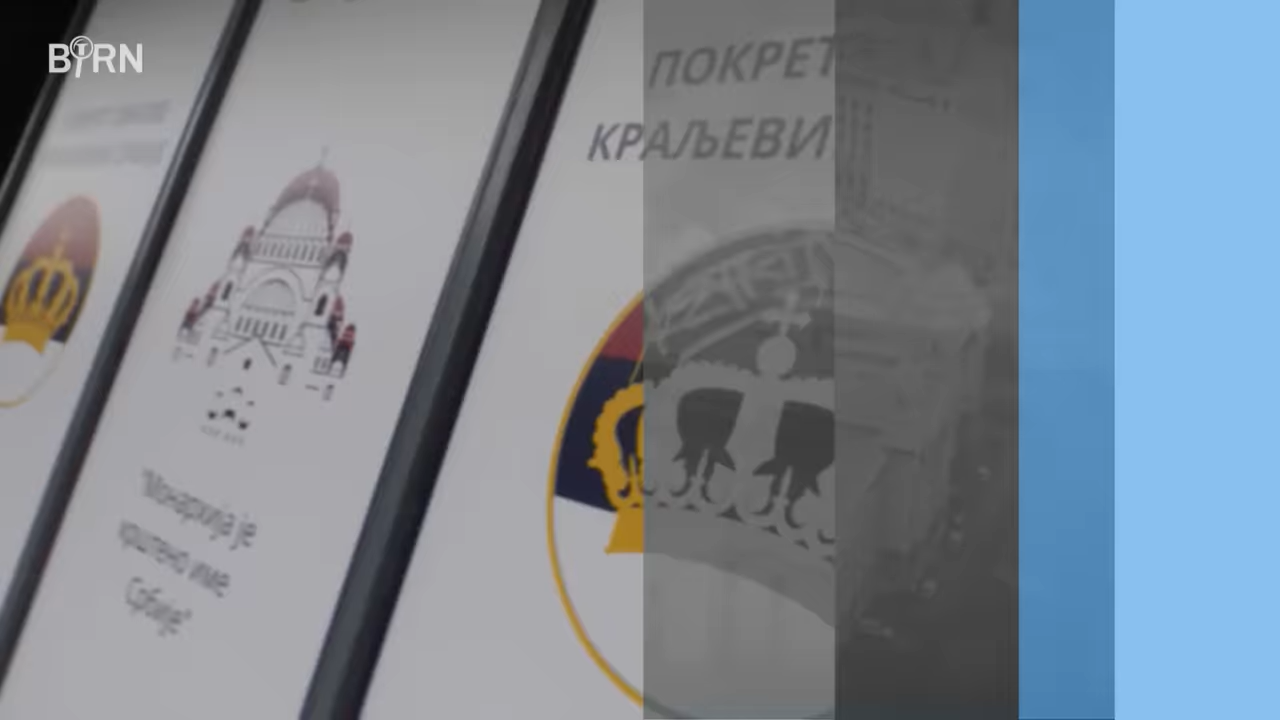 BIRN
ПОКРЕТ
КРАЉЕВИ
"Монархија је
крштено име
Србије"